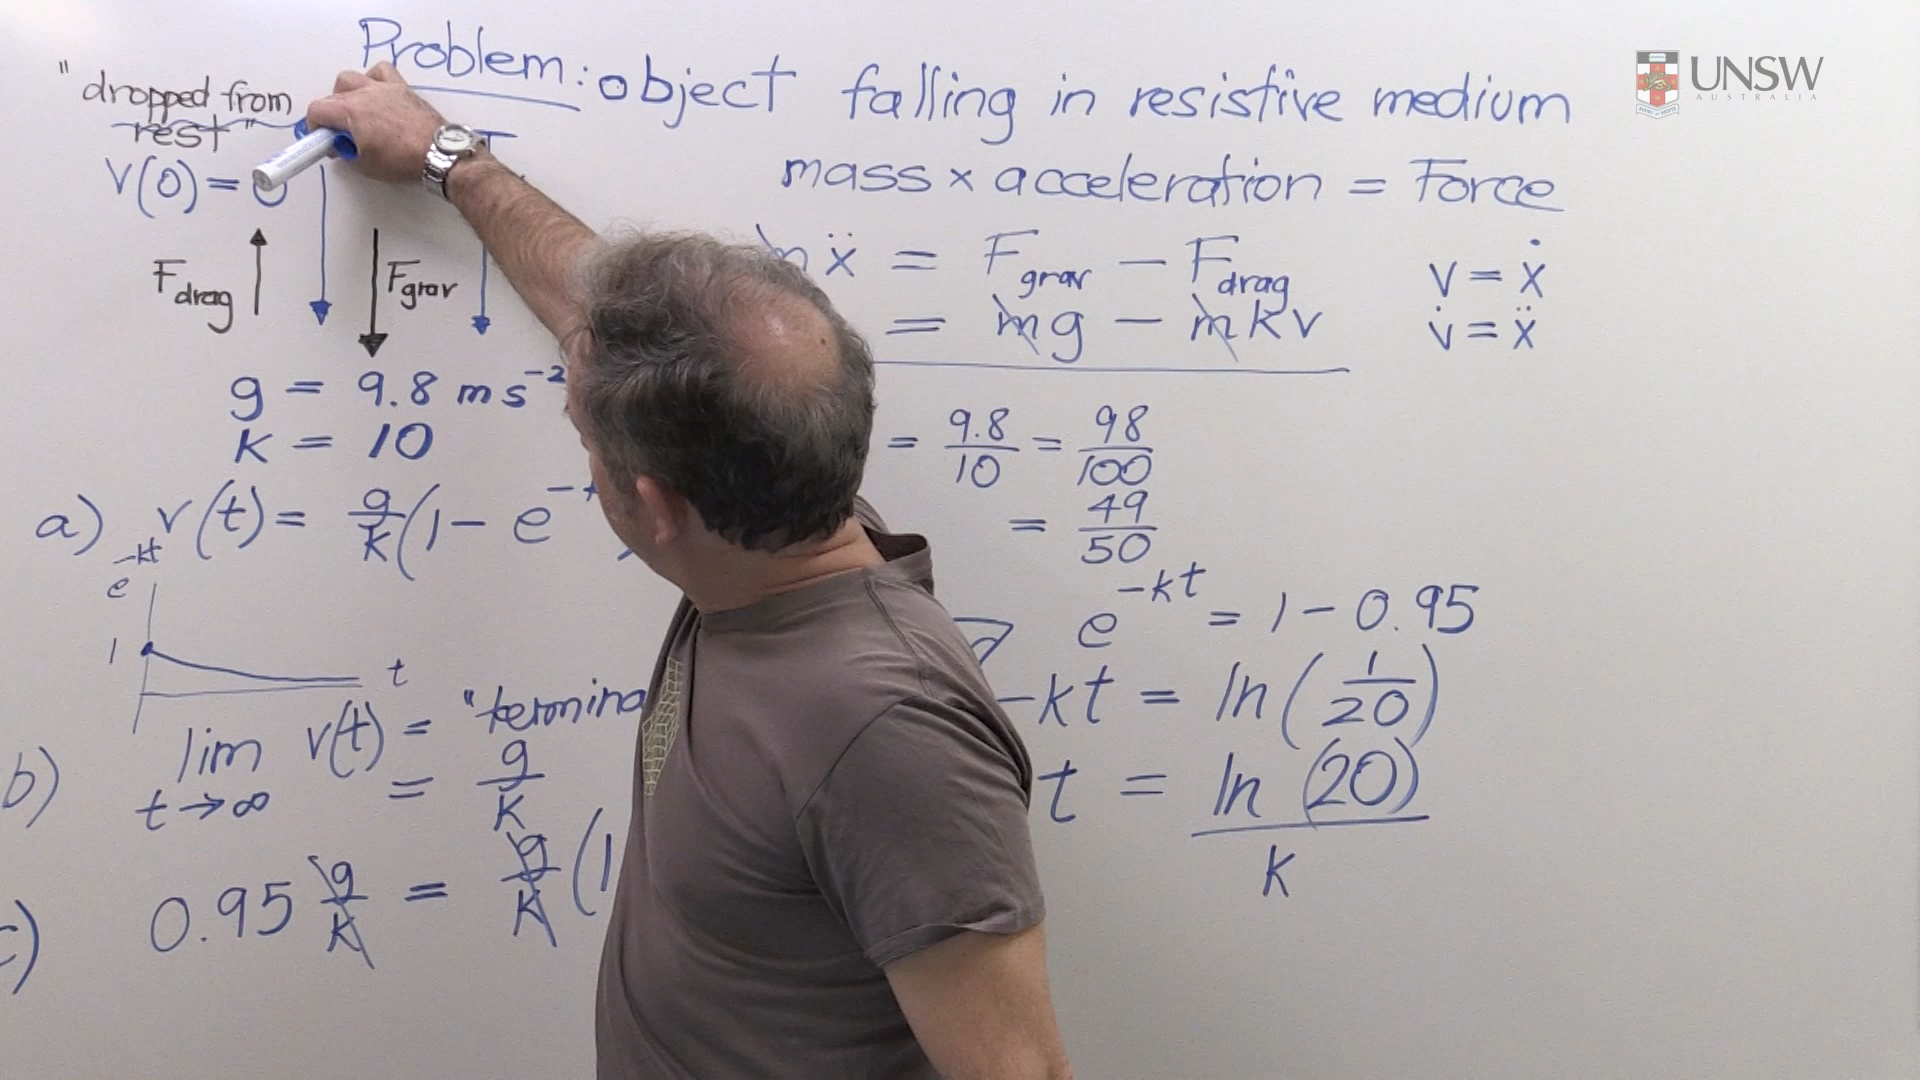 Problem: object falling in resistive medium
"dropped from
rest"
v(0) = 0
mass × acceleration = Force
mẍ = F_grav − F_drag
= mg − mkv
v = ẋ
v̇ = ẍ
F_drag
F_grav
g = 9.8 ms⁻²
k = 10
= 9.8/10 = 98/100
= 49/50
a) v(t) = g/k (1 − e^−
e^−kt
1
t
b) lim t→∞ v(t) = "termina
= g/k
c) 0.95 g/k = g/k (1
e^−kt = 1 − 0.95
−kt = ln(1/20)
t = ln(20)/k
UNSW
AUSTRALIA